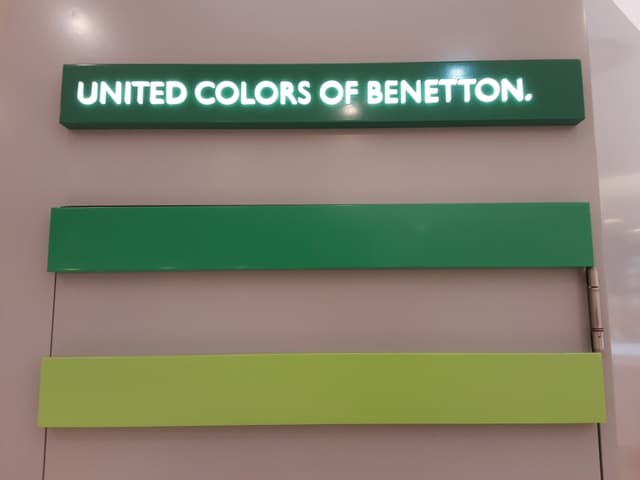 UNITED COLORS OF BENETTON.